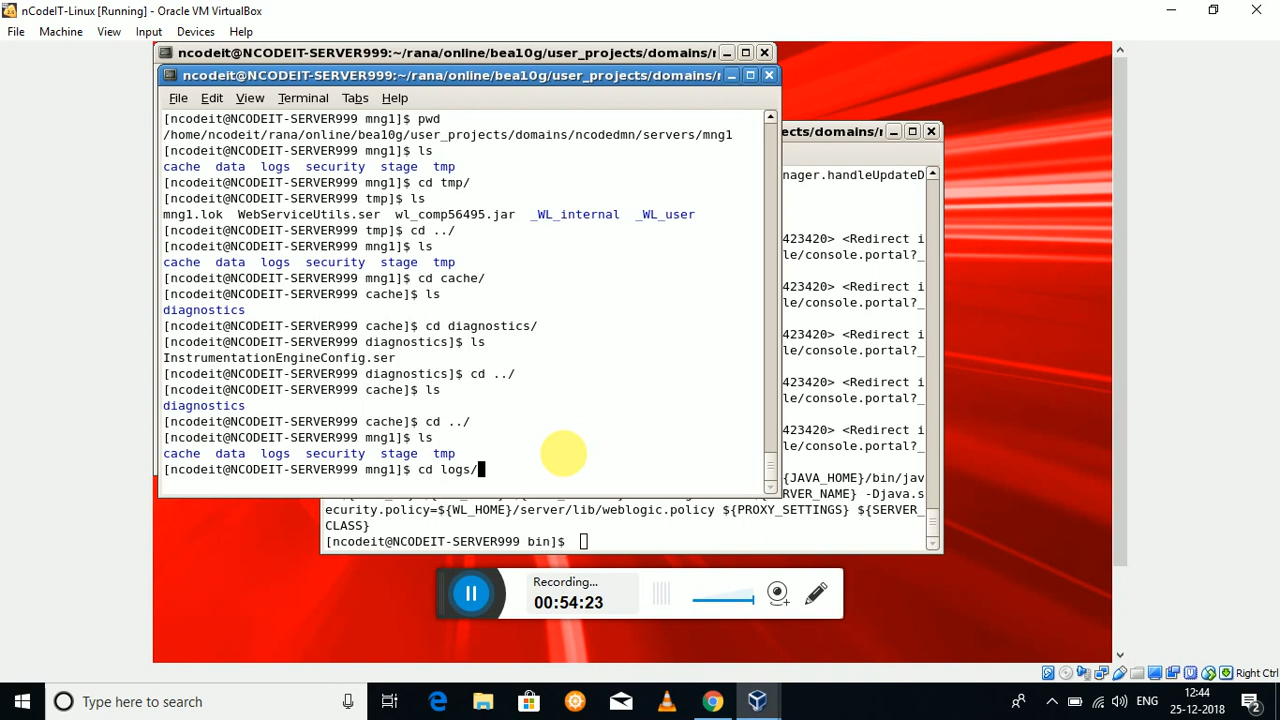 nCodeIT-Linux [Running] - Oracle VM VirtualBox
File Machine View Input Devices Help
ncodeit@NCODEIT-SERVER999:~/rana/online/bea10g/user_projects/domains/r
ncodeit@NCODEIT-SERVER999:~/rana/online/bea10g/user_projects/domains/r
File Edit View Terminal Tabs Help
[ncodeit@NCODEIT-SERVER999 mng1]$ pwd
/home/ncodeit/rana/online/bea10g/user_projects/domains/ncodedmn/servers/mng1
[ncodeit@NCODEIT-SERVER999 mng1]$ ls
cache data logs security stage tmp
[ncodeit@NCODEIT-SERVER999 mng1]$ cd tmp/
[ncodeit@NCODEIT-SERVER999 tmp]$ ls
mng1.lok WebServiceUtils.ser wl_comp56495.jar _WL_internal _WL_user
[ncodeit@NCODEIT-SERVER999 tmp]$ cd ../
[ncodeit@NCODEIT-SERVER999 mng1]$ ls
cache data logs security stage tmp
[ncodeit@NCODEIT-SERVER999 mng1]$ cd cache/
[ncodeit@NCODEIT-SERVER999 cache]$ ls
diagnostics
[ncodeit@NCODEIT-SERVER999 cache]$ cd diagnostics/
[ncodeit@NCODEIT-SERVER999 diagnostics]$ ls
InstrumentationEngineConfig.ser
[ncodeit@NCODEIT-SERVER999 diagnostics]$ cd ../
[ncodeit@NCODEIT-SERVER999 cache]$ ls
diagnostics
[ncodeit@NCODEIT-SERVER999 cache]$ cd ../
[ncodeit@NCODEIT-SERVER999 mng1]$ ls
cache data logs security stage tmp
[ncodeit@NCODEIT-SERVER999 mng1]$ cd logs/
ects/domains/r
nager.handleUpdateD
423420> <Redirect i
le/console.portal?_
423420> <Redirect i
le/console.portal?_
423420> <Redirect i
le/console.portal?_
423420> <Redirect i
le/console.portal?_
423420> <Redirect i
le/console.portal?_
{JAVA_HOME}/bin/jav
ERVER_NAME} -Djava.s
ecurity.policy=${WL_HOME}/server/lib/weblogic.policy ${PROXY_SETTINGS} ${SERVER_
CLASS}
[ncodeit@NCODEIT-SERVER999 bin]$
Recording...
00:54:23
Right Ctrl
Type here to search
ENG
12:44
25-12-2018
2